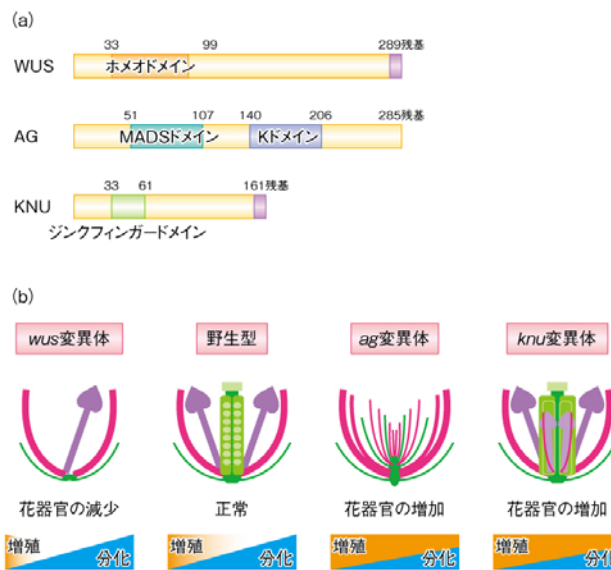 (a)
33 99 289残基
WUS ホメオドメイン
51 107 140 206 285残基
AG MADSドメイン Kドメイン
33 61 161残基
KNU
ジンクフィンガードメイン
(b)
wus変異体 野生型 ag変異体 knu変異体
花器官の減少 正常 花器官の増加 花器官の増加
増殖 分化 増殖 分化 増殖 分化 増殖 分化